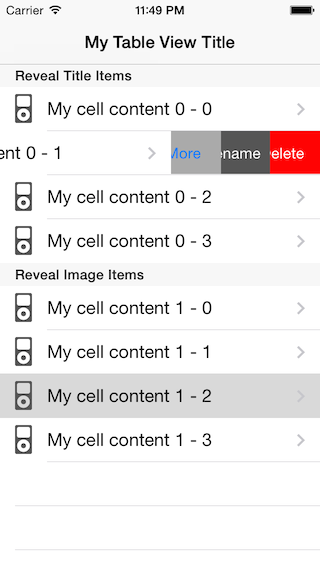 Carrier 11:49 PM
My Table View Title
Reveal Title Items
My cell content 0 - 0
ent 0 - 1 More ename elete
My cell content 0 - 2
My cell content 0 - 3
Reveal Image Items
My cell content 1 - 0
My cell content 1 - 1
My cell content 1 - 2
My cell content 1 - 3